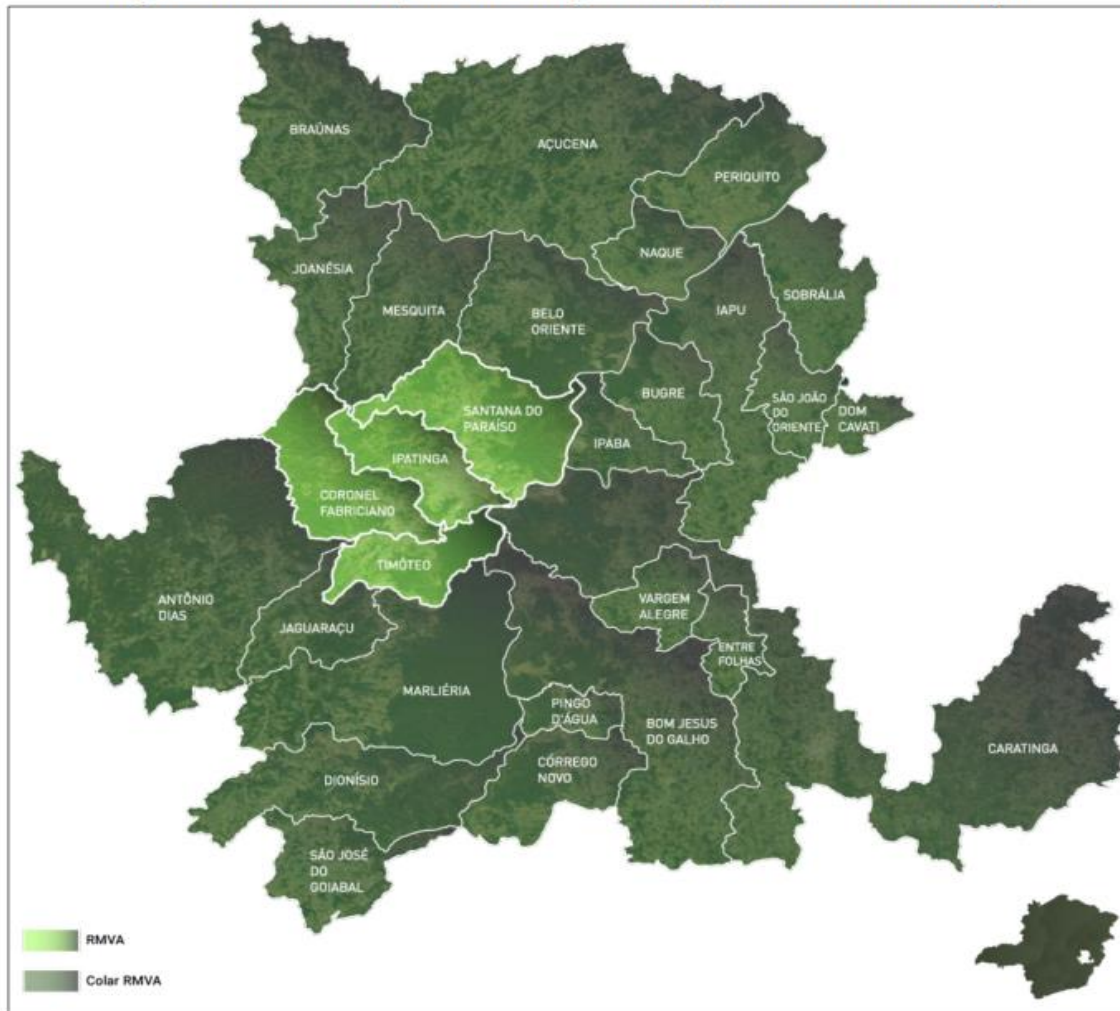 BRAÚNAS
AÇUCENA
PERIQUITO
NAQUE
JOANÉSIA
SOBRÁLIA
MESQUITA
BELO
ORIENTE
IAPU
BUGRE
SÃO JOÃO
DO
ORIENTE
DOM
CAVATI
SANTANA DO
PARAÍSO
IPABA
IPATINGA
CORONEL
FABRICIANO
TIMÓTEO
ANTÔNIO
DIAS
VARGEM
ALEGRE
JAGUARAÇU
ENTRE
FOLHAS
MARLIÉRIA
PINGO
D'ÁGUA
BOM JESUS
DO GALHO
CARATINGA
CÓRREGO
NOVO
DIONÍSIO
SÃO JOSÉ
DO
GOIABAL
RMVA
Colar RMVA